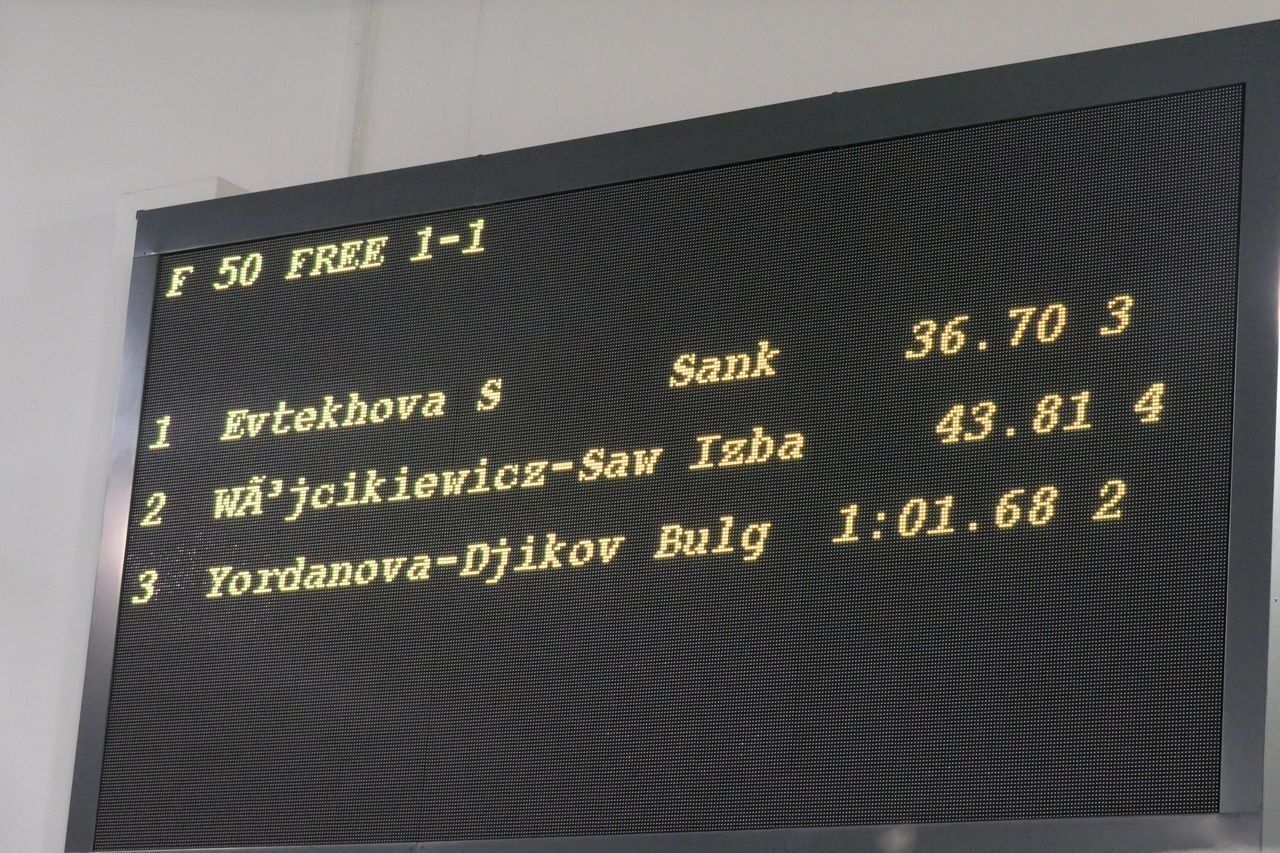 F 50 FREE 1-1
1 Evtekhova S Sank 36.70 3
2 WÃ³jcikiewicz-Saw Izba 43.81 4
3 Yordanova-Djikov Bulg 1:01.68 2